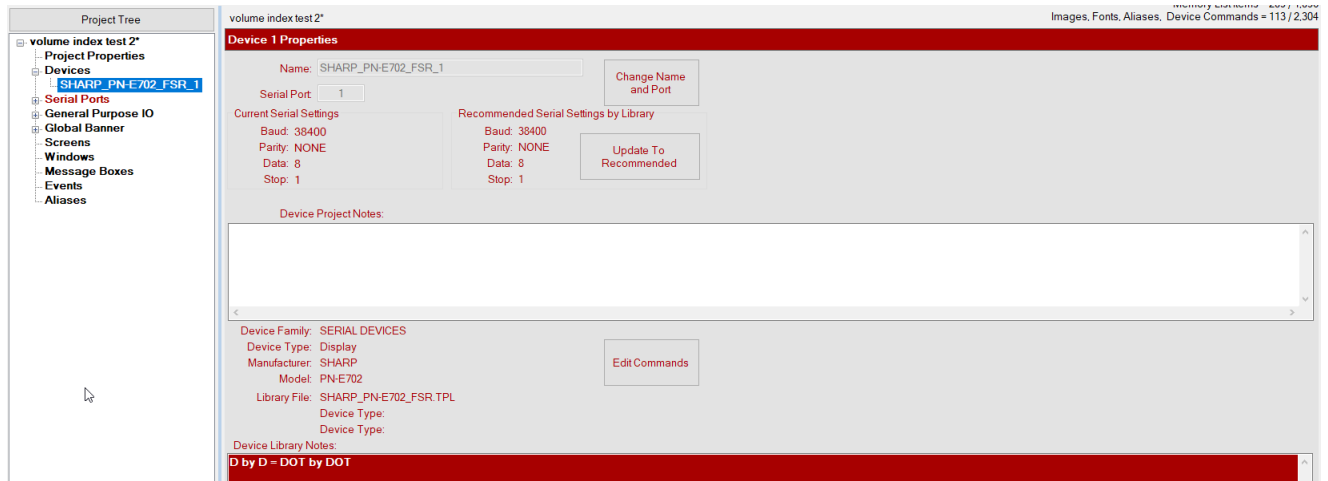 Project Tree
volume index test 2*
Project Properties
Devices
SHARP_PN-E702_FSR_1
Serial Ports
General Purpose IO
Global Banner
Screens
Windows
Message Boxes
Events
Aliases
volume index test 2*
Images, Fonts, Aliases, Device Commands = 113 / 2,304
Device 1 Properties
Name: SHARP_PN-E702_FSR_1
Serial Port: 1
Change Name and Port
Current Serial Settings
Baud: 38400
Parity: NONE
Data: 8
Stop: 1
Recommended Serial Settings by Library
Baud: 38400
Parity: NONE
Data: 8
Stop: 1
Update To Recommended
Device Project Notes:
Device Family: SERIAL DEVICES
Device Type: Display
Manufacturer: SHARP
Model: PN-E702
Edit Commands
Library File: SHARP_PN-E702_FSR.TPL
Device Type:
Device Type:
Device Library Notes:
D by D = DOT by DOT